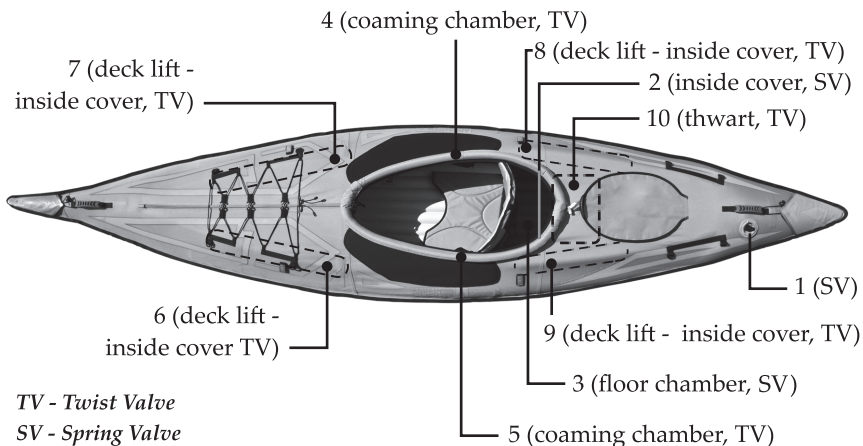 4 (coaming chamber, TV)
8 (deck lift - inside cover, TV)
7 (deck lift -
inside cover, TV)
2 (inside cover, SV)
10 (thwart, TV)
1 (SV)
6 (deck lift -
inside cover TV)
9 (deck lift -  inside cover, TV)
3 (floor chamber, SV)
TV - Twist Valve
SV - Spring Valve
5 (coaming chamber, TV)